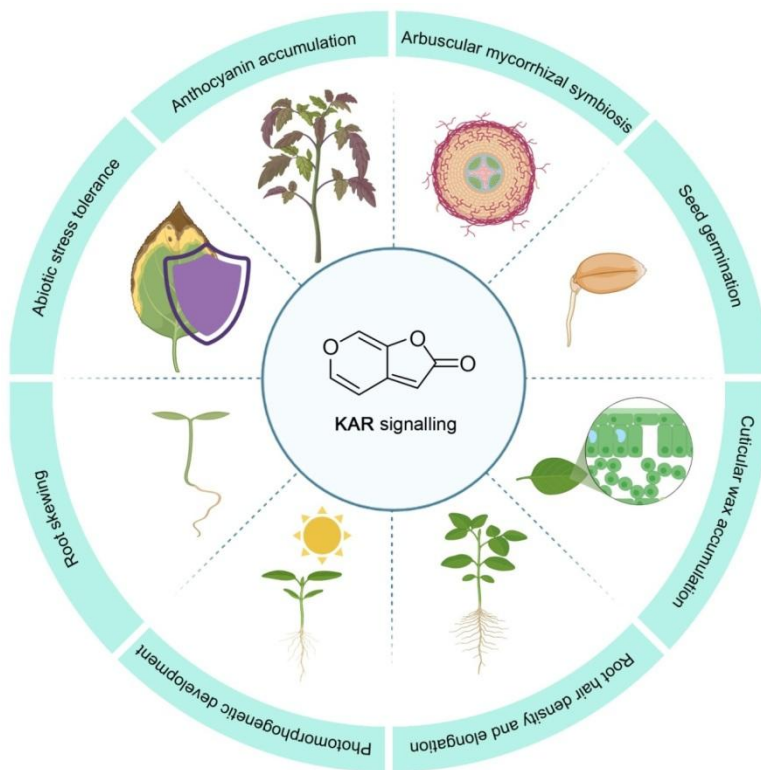 Anthocyanin accumulation
Arbuscular mycorrhizal symbiosis
Seed germination
Cuticular wax accumulation
Root hair density and elongation
Photomorphogenetic development
Root skewing
Abiotic stress tolerance
O
O
O
KAR signalling